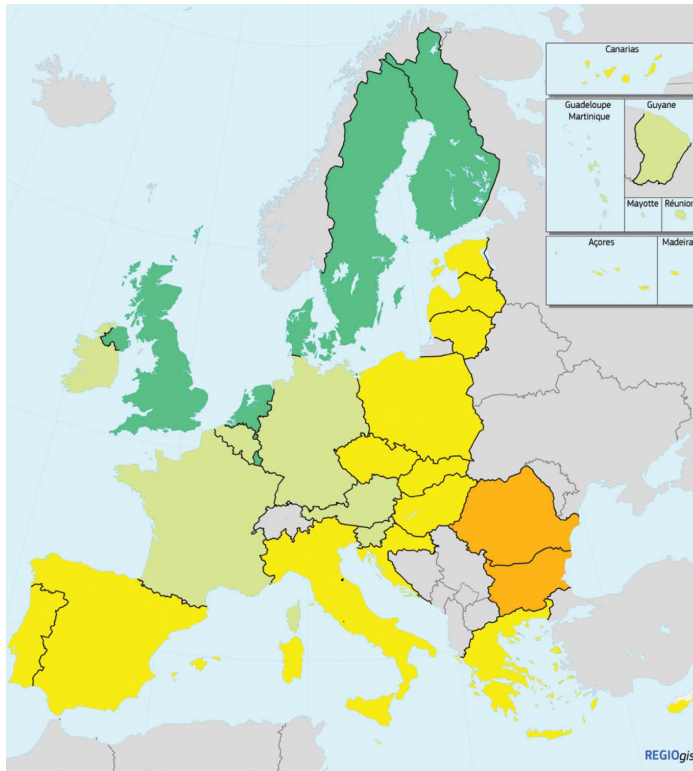 Canarias
Guadeloupe
Martinique
Guyane
Mayotte
Réunion
Açores
Madeira
REGIOgis